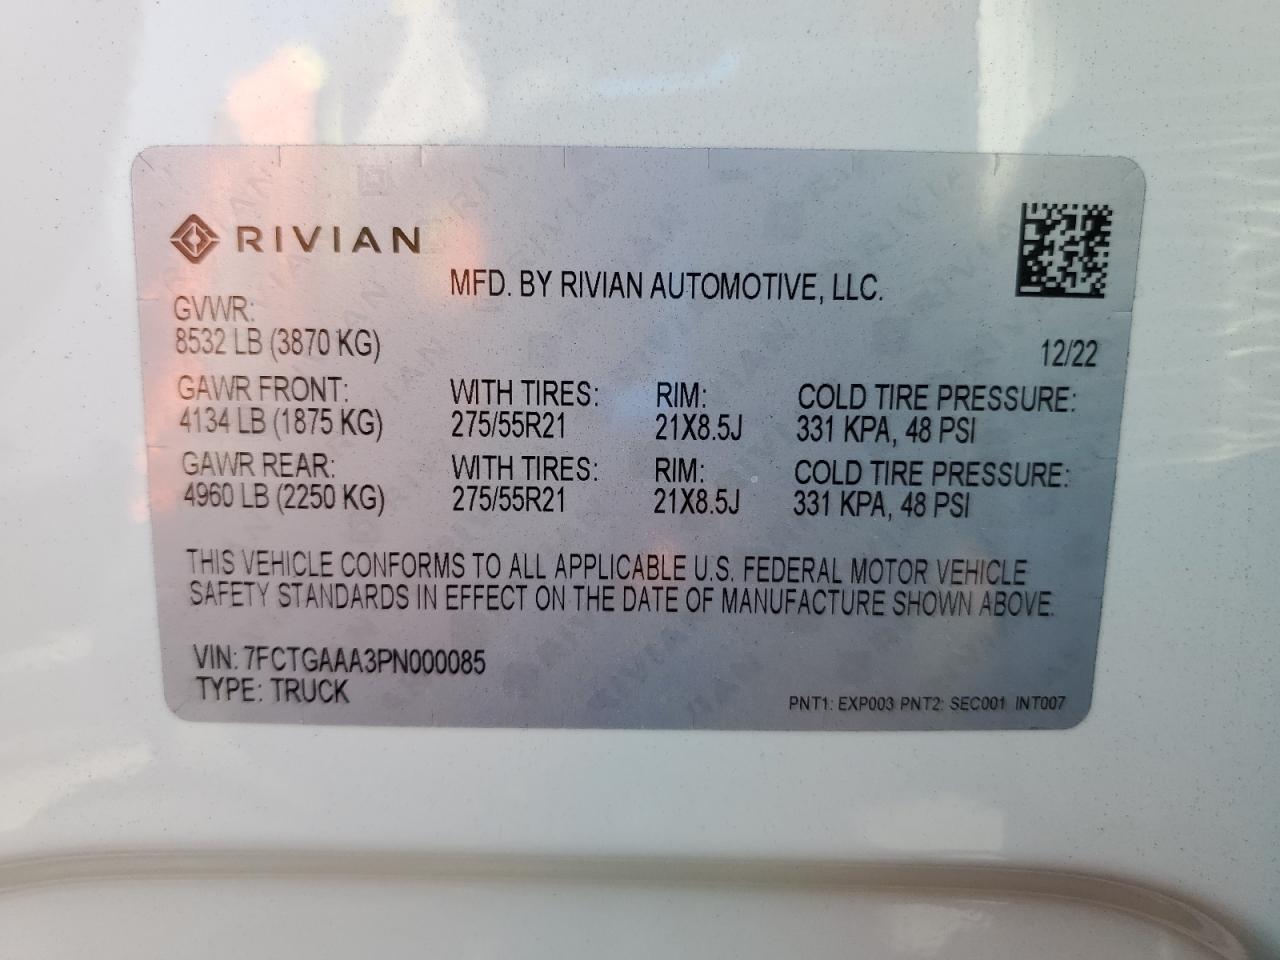 RIVIAN
MFD. BY RIVIAN AUTOMOTIVE, LLC.
GVWR:
8532 LB (3870 KG)
12/22
GAWR FRONT: WITH TIRES: RIM: COLD TIRE PRESSURE:
4134 LB (1875 KG) 275/55R21 21X8.5J 331 KPA, 48 PSI
GAWR REAR: WITH TIRES: RIM: COLD TIRE PRESSURE:
4960 LB (2250 KG) 275/55R21 21X8.5J 331 KPA, 48 PSI
THIS VEHICLE CONFORMS TO ALL APPLICABLE U.S. FEDERAL MOTOR VEHICLE
SAFETY STANDARDS IN EFFECT ON THE DATE OF MANUFACTURE SHOWN ABOVE.
VIN: 7FCTGAAA3PN000085
TYPE: TRUCK
PNT1: EXP003 PNT2: SEC001 INT007